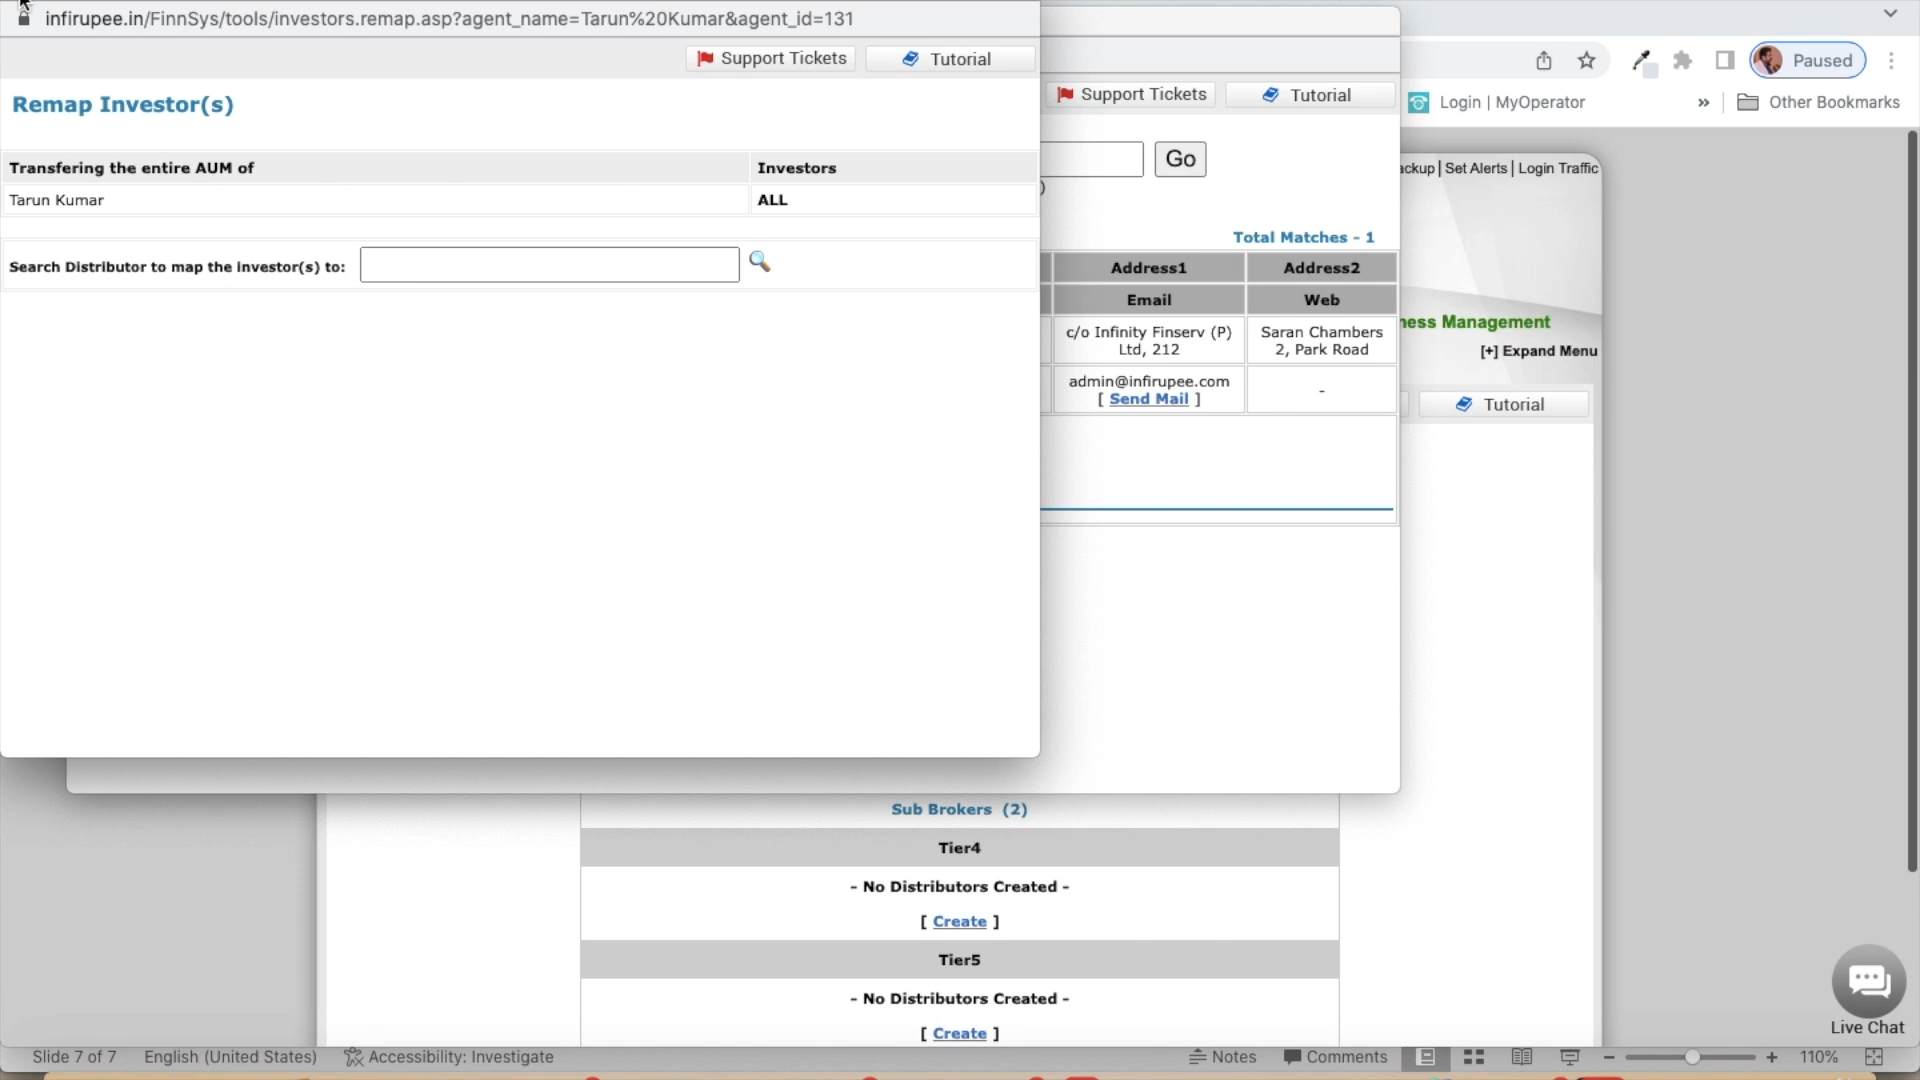 infirupee.in/FinnSys/tools/investors.remap.asp?agent_name=Tarun%20Kumar&agent_id=131
Support Tickets
Tutorial
Remap Investor(s)
Transfering the entire AUM of
Investors
Tarun Kumar
ALL
Search Distributor to map the investor(s) to:
Support Tickets
Tutorial
Go
)
Total Matches - 1
Address1
Address2
Email
Web
c/o Infinity Finserv (P)
Ltd, 212
Saran Chambers
2, Park Road
admin@infirupee.com
[ Send Mail ]
-
Paused
Login | MyOperator
»
Other Bookmarks
ackup | Set Alerts | Login Traffic
ness Management
[+] Expand Menu
Tutorial
Sub Brokers (2)
Tier4
- No Distributors Created -
[ Create ]
Tier5
- No Distributors Created -
[ Create ]
Live Chat
Slide 7 of 7
English (United States)
Accessibility: Investigate
Notes
Comments
110%